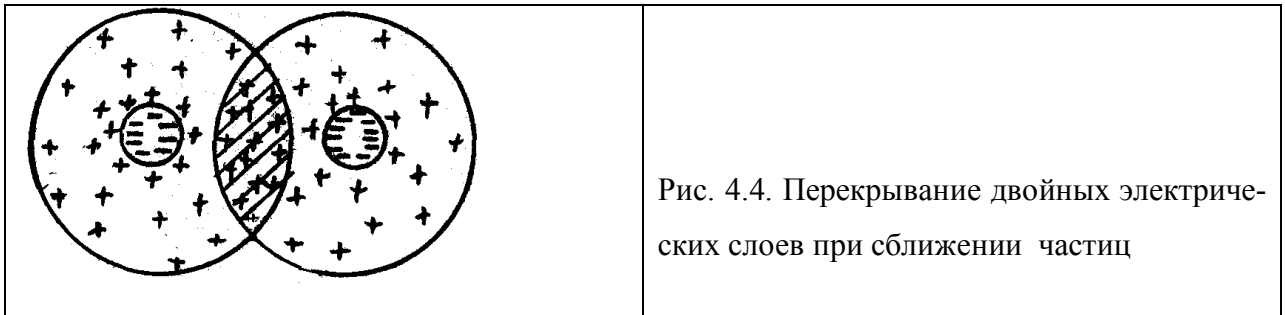 Рис. 4.4. Перекрывание двойных электриче-
ских слоев при сближении частиц